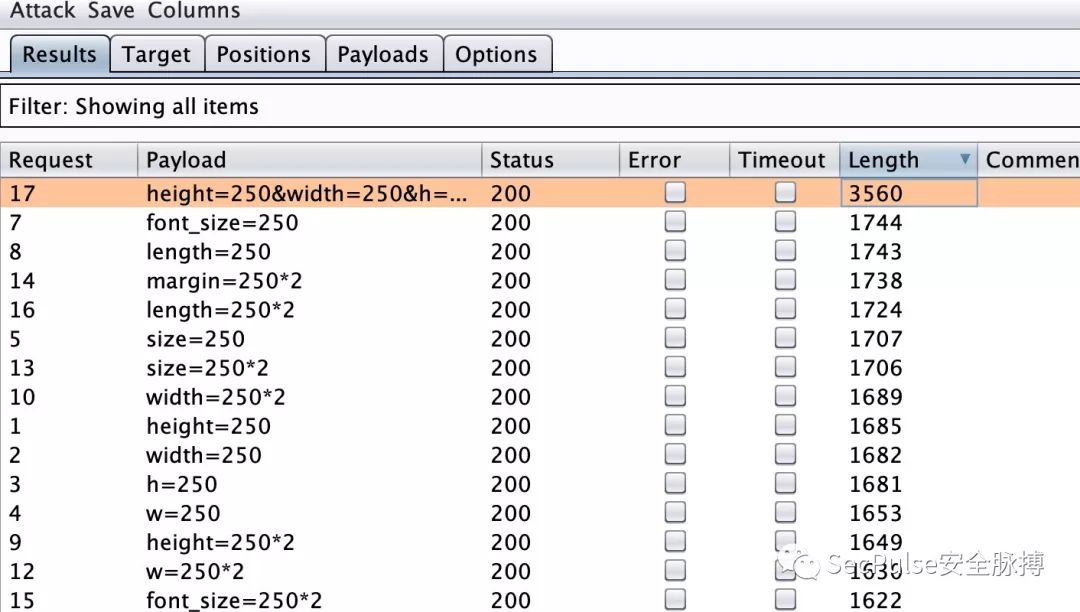 Attack Save Columns
Results Target Positions Payloads Options
Filter: Showing all items
Request Payload Status Error Timeout Length Commen
17 height=250&width=250&h=... 200 3560
7 font_size=250 200 1744
8 length=250 200 1743
14 margin=250*2 200 1738
16 length=250*2 200 1724
5 size=250 200 1707
13 size=250*2 200 1706
10 width=250*2 200 1689
1 height=250 200 1685
2 width=250 200 1682
3 h=250 200 1681
4 w=250 200 1653
9 height=250*2 200 1649
12 w=250*2 200 1630
SecPulse安全脉搏
15 font_size=250*2 200 1622